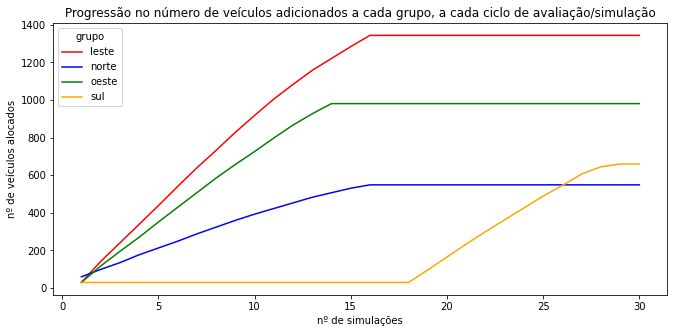 Progressão no número de veículos adicionados a cada grupo, a cada ciclo de avaliação/simulação
1400
1200
1000
800
600
400
200
0
nº de veículos alocados
grupo
leste
norte
oeste
sul
0 5 10 15 20 25 30
nº de simulações